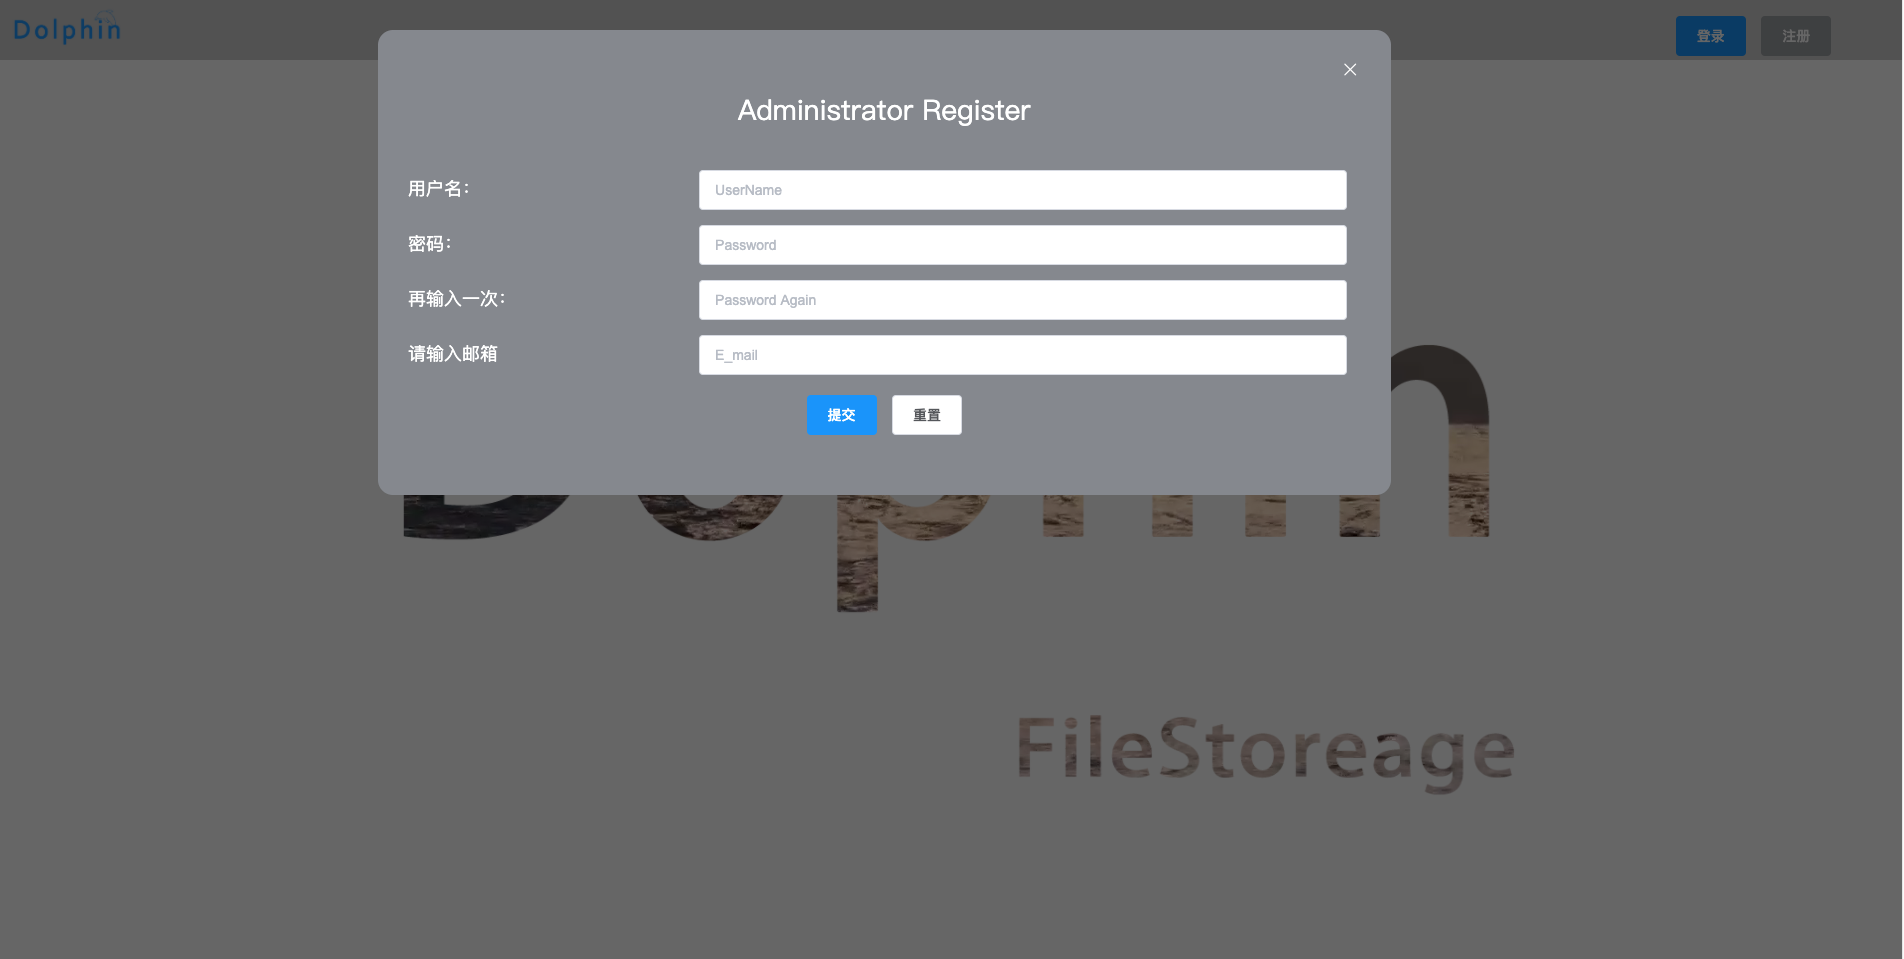 Dolphin
登录 注册
Administrator Register
用户名： UserName
密码： Password
再输入一次： Password Again
请输入邮箱 E_mail
提交 重置
FileStoreage